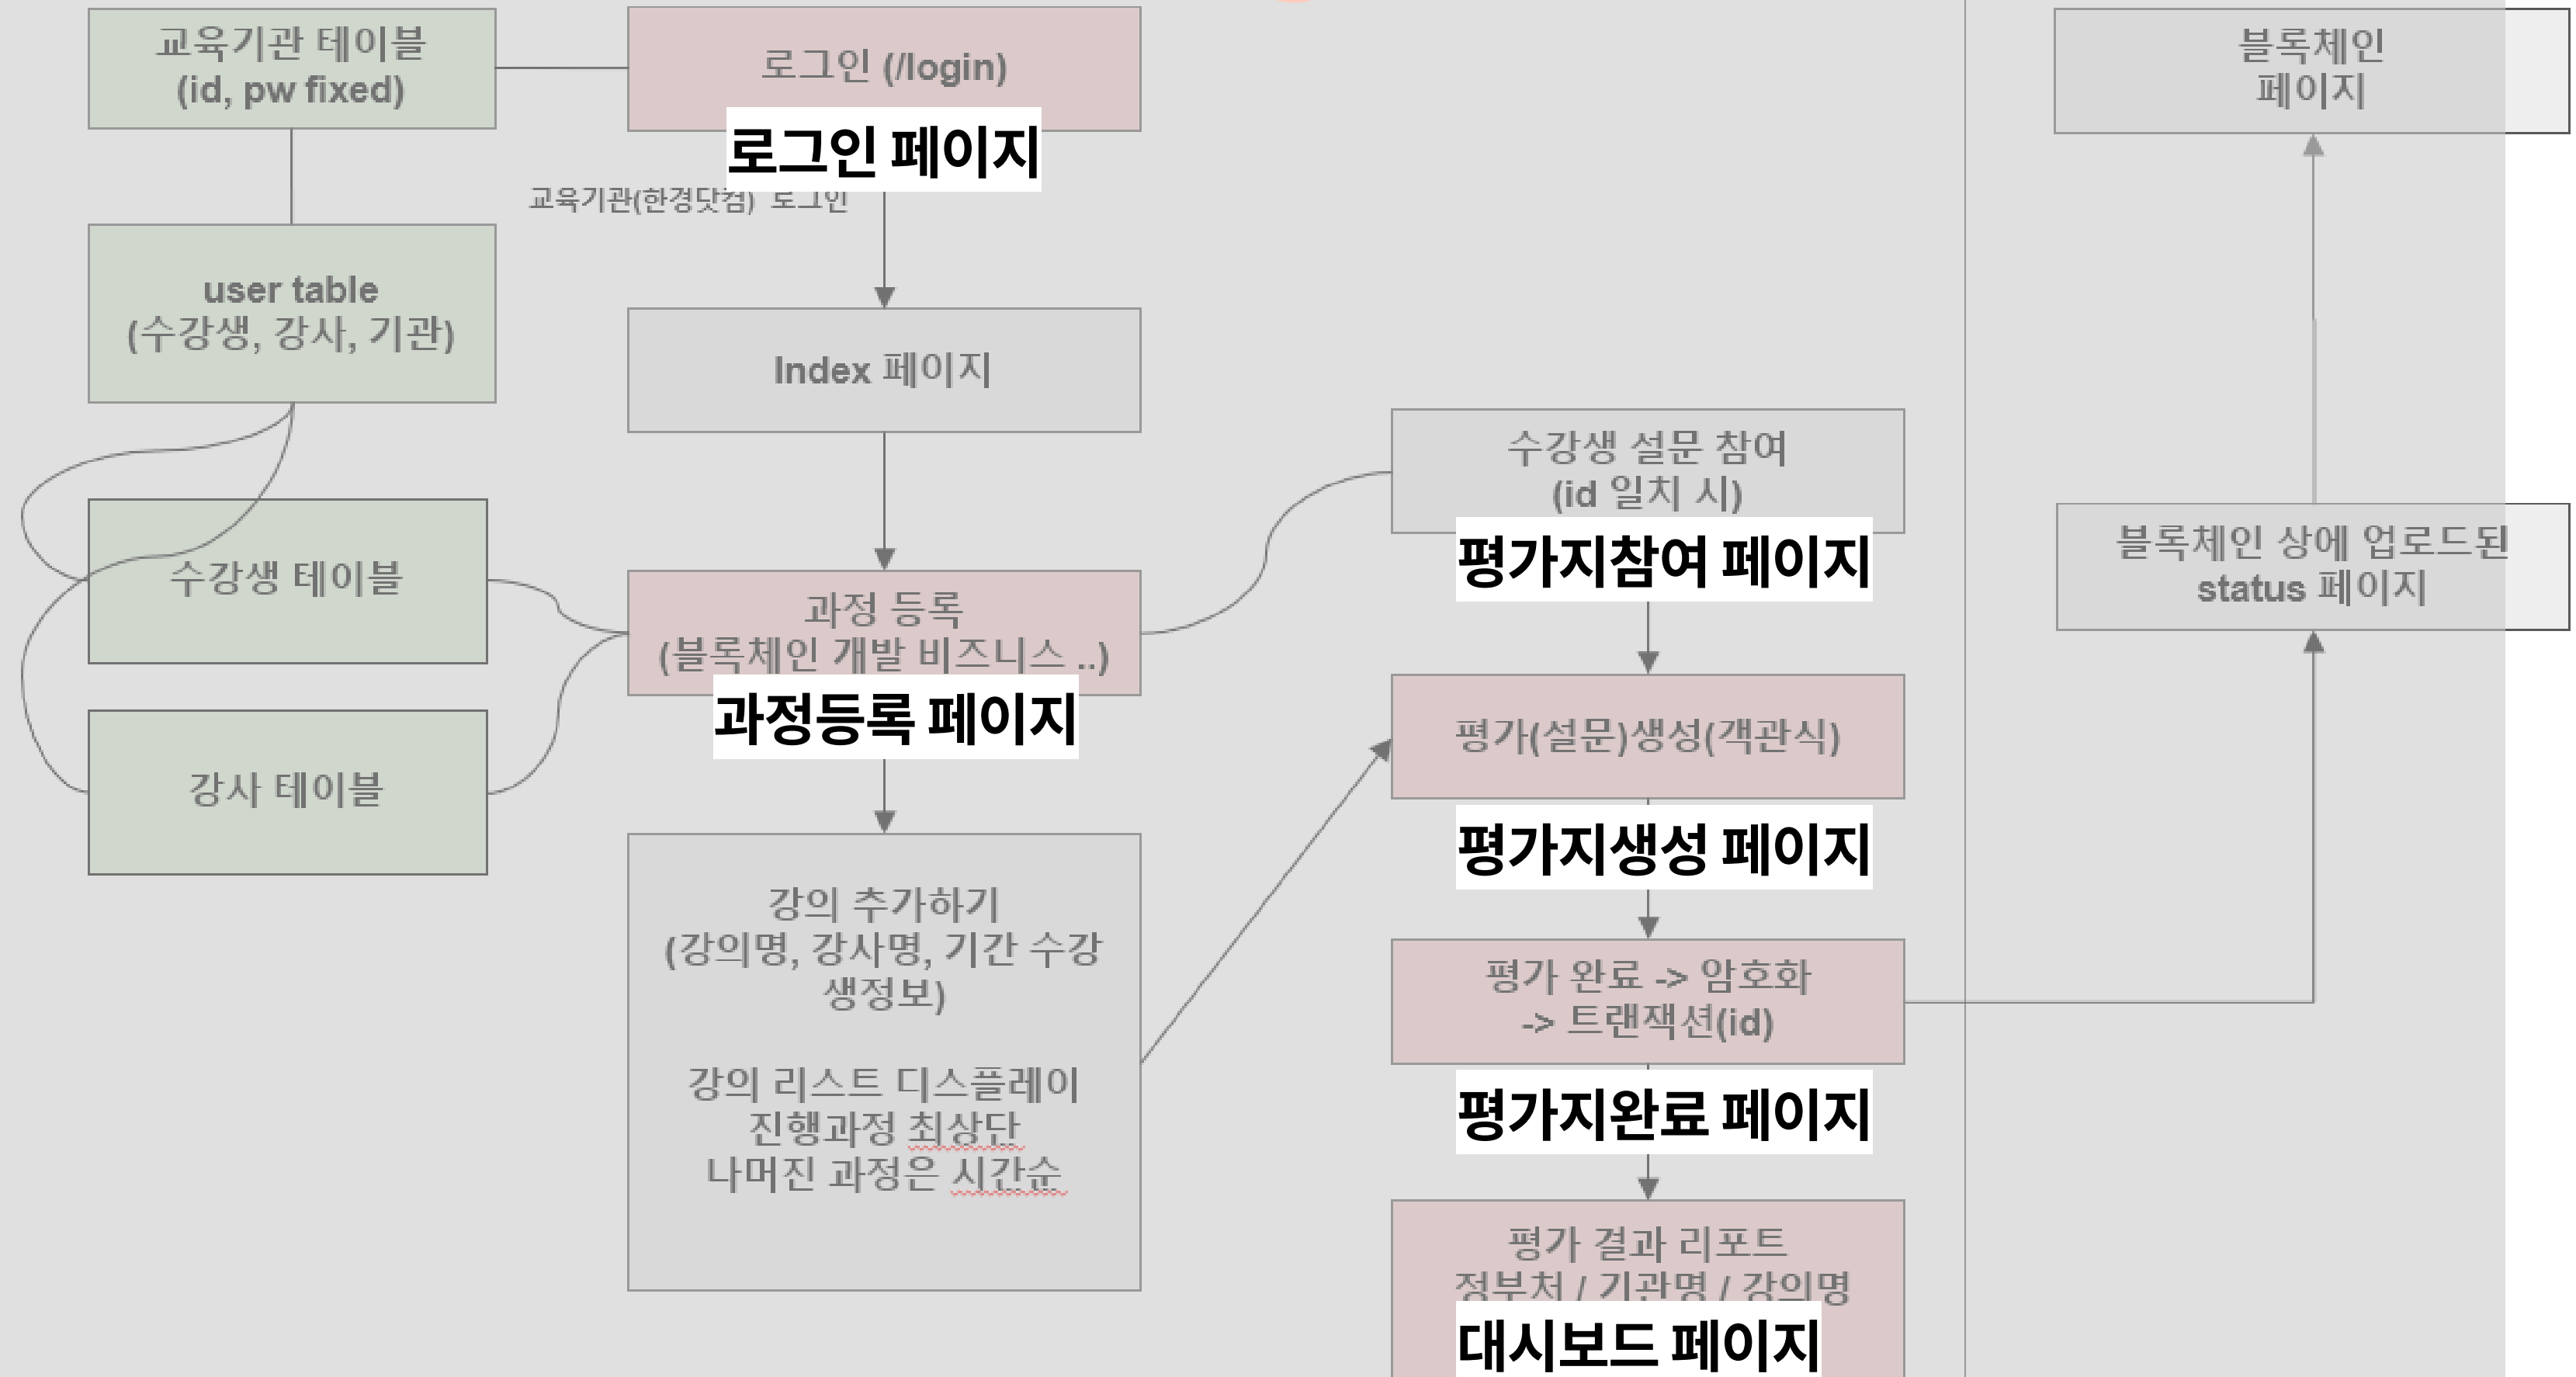 교육기관 테이블
(id, pw fixed)
로그인 (/login)
로그인 페이지
교육기관(한경닷컴) 로그인
user table
(수강생, 강사, 기관)
Index 페이지
수강생 테이블
강사 테이블
과정 등록
(블록체인 개발 비즈니스 ..)
과정등록 페이지
강의 추가하기
(강의명, 강사명, 기간 수강
생정보)
강의 리스트 디스플레이
진행과정 최상단
나머진 과정은 시간순
수강생 설문 참여
(id 일치 시)
평가지참여 페이지
평가(설문)생성(객관식)
평가지생성 페이지
평가 완료 -> 암호화
-> 트랜잭션(id)
평가지완료 페이지
평가 결과 리포트
정부처 / 기관명 / 강의명
대시보드 페이지
블록체인
페이지
블록체인 상에 업로드된
status 페이지